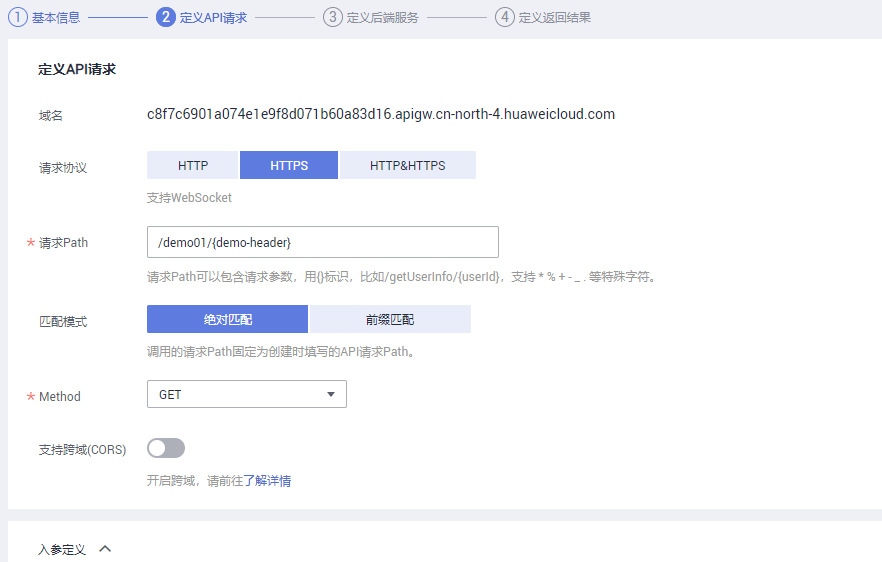 1 基本信息 2 定义API请求 3 定义后端服务 4 定义返回结果
定义API请求
域名 c8f7c6901a074e1e9f8d071b60a83d16.apigw.cn-north-4.huaweicloud.com
请求协议 HTTP HTTPS HTTP&HTTPS
支持WebSocket
* 请求Path /demo01/{demo-header}
请求Path可以包含请求参数，用{}标识，比如/getUserInfo/{userId}，支持 * % + - _ . 等特殊字符。
匹配模式 绝对匹配 前缀匹配
调用的请求Path固定为创建时填写的API请求Path。
* Method GET
支持跨域(CORS)
开启跨域，请前往了解详情
入参定义